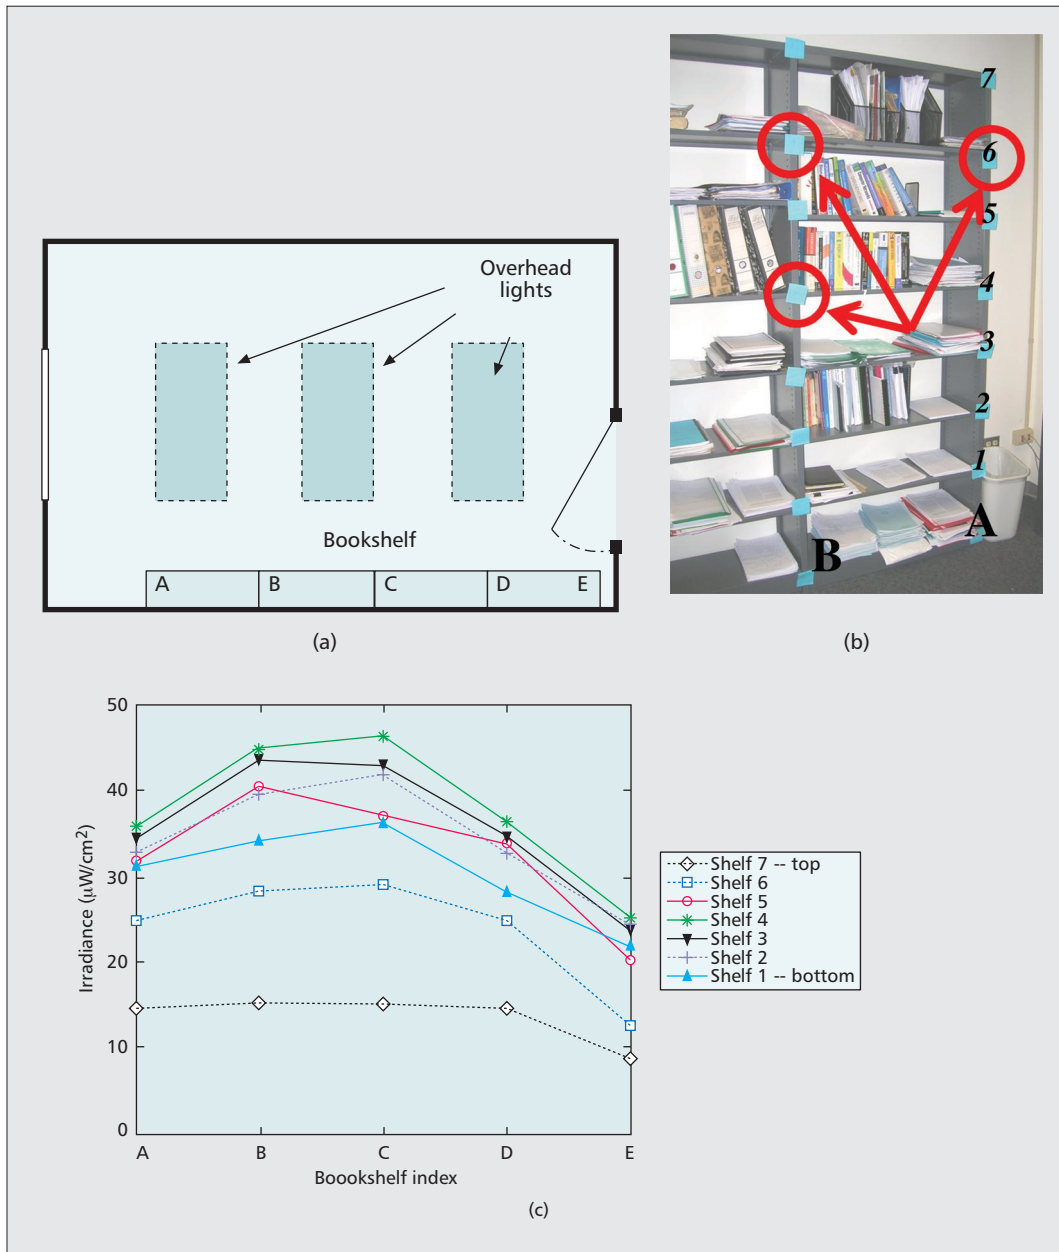 Overhead
lights
Bookshelf
A
B
C
D
E
(a)
7
6
5
4
3
2
1
A
B
(b)
50
40
30
20
10
0
Irradiance (μW/cm2)
A
B
C
D
E
Boookshelf index
Shelf 7 -- top
Shelf 6
Shelf 5
Shelf 4
Shelf 3
Shelf 2
Shelf 1 -- bottom
(c)